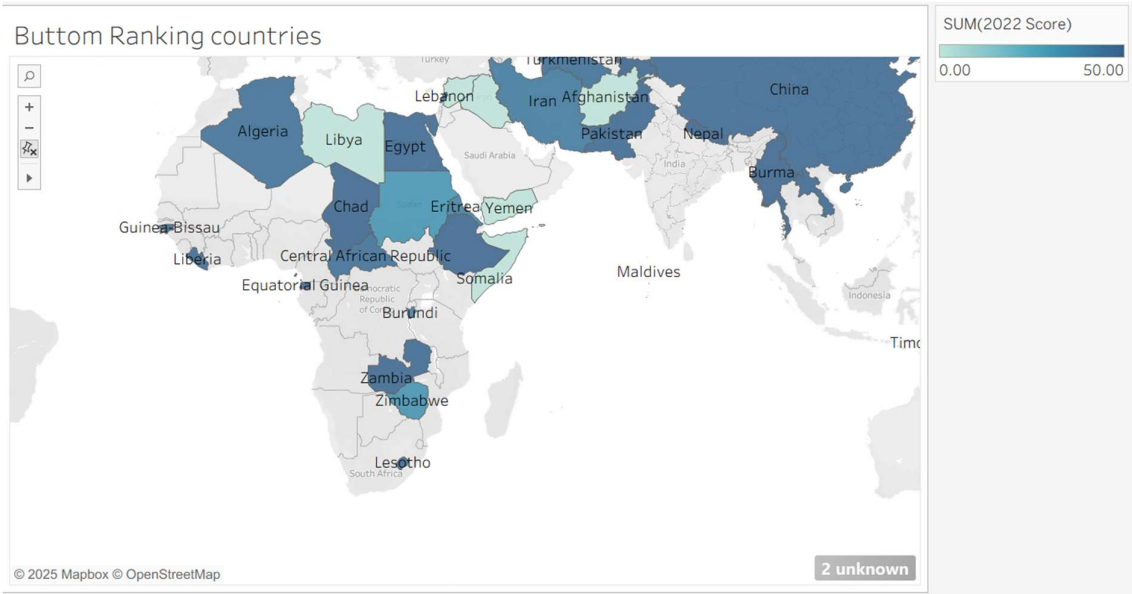 Buttom Ranking countries
SUM(2022 Score)
0.00 50.00
Turkey
Turkmenistan
Lebanon
Iran
Afghanistan
China
Algeria
Libya
Egypt
Pakistan
Nepal
Saudi Arabia
India
Burma
Chad
Sudan
Eritrea
Yemen
Guinea-Bissau
Liberia
Central African Republic
Somalia
Maldives
Equatorial Guinea
Democratic
Republic
of Con
Indonesia
Burundi
Timo
Zambia
Zimbabwe
Lesotho
South Africa
© 2025 Mapbox © OpenStreetMap
2 unknown